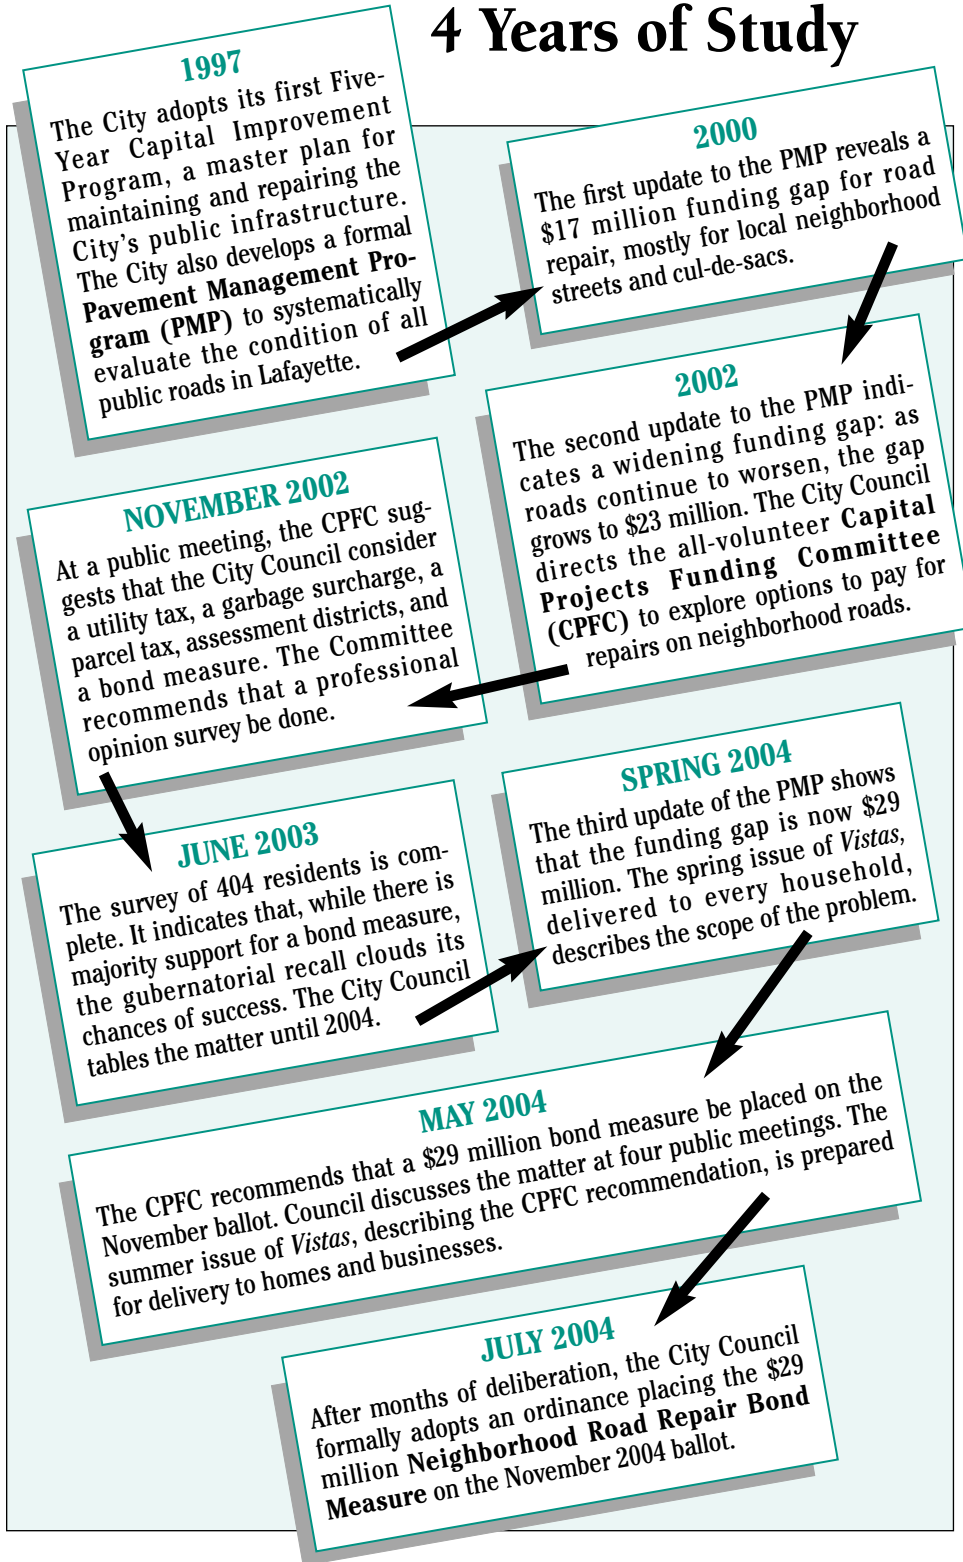 4 Years of Study
1997
The City adopts its first Five-
Year Capital Improvement
Program, a master plan for
maintaining and repairing the
City's public infrastructure.
The City also develops a formal
Pavement Management Pro-
gram (PMP) to systematically
evaluate the condition of all
public roads in Lafayette.
2000
The first update to the PMP reveals a
$17 million funding gap for road
repair, mostly for local neighborhood
streets and cul-de-sacs.
2002
The second update to the PMP indi-
cates a widening funding gap: as
roads continue to worsen, the gap
grows to $23 million. The City Council
directs the all-volunteer Capital
Projects Funding Committee
(CPFC) to explore options to pay for
repairs on neighborhood roads.
NOVEMBER 2002
At a public meeting, the CPFC sug-
gests that the City Council consider
a utility tax, a garbage surcharge, a
parcel tax, assessment districts, and
a bond measure. The Committee
recommends that a professional
opinion survey be done.
JUNE 2003
The survey of 404 residents is com-
plete. It indicates that, while there is
majority support for a bond measure,
the gubernatorial recall clouds its
chances of success. The City Council
tables the matter until 2004.
SPRING 2004
The third update of the PMP shows
that the funding gap is now $29
million. The spring issue of Vistas,
delivered to every household,
describes the scope of the problem.
MAY 2004
The CPFC recommends that a $29 million bond measure be placed on the
November ballot. Council discusses the matter at four public meetings. The
summer issue of Vistas, describing the CPFC recommendation, is prepared
for delivery to homes and businesses.
JULY 2004
After months of deliberation, the City Council
formally adopts an ordinance placing the $29
million Neighborhood Road Repair Bond
Measure on the November 2004 ballot.